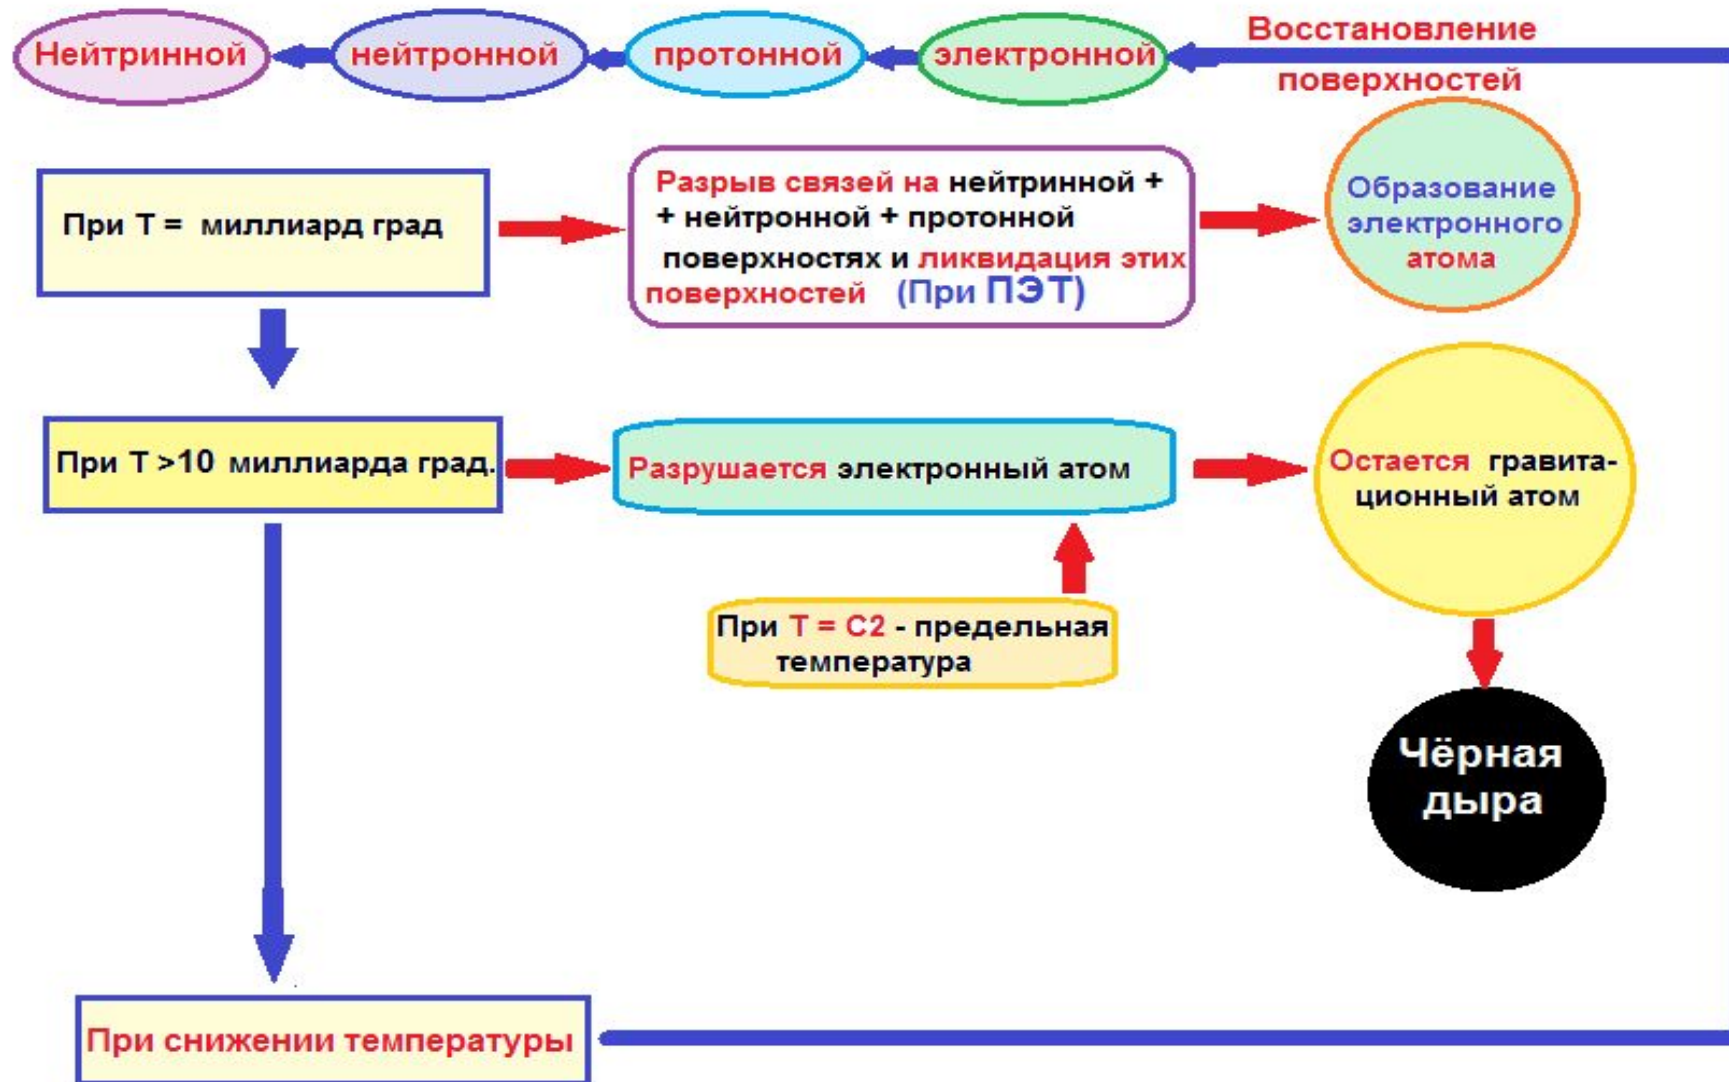 Нейтринной
нейтронной
протонной
электронной
Восстановление
поверхностей
При Т = миллиард град
Разрыв связей на нейтринной +
+ нейтронной + протонной
поверхностях и ликвидация этих
поверхностей (При ПЭТ)
Образование
электронного
атома
При Т >10 миллиарда град.
Разрушается электронный атом
Остается гравита-
ционный атом
При Т = С2 - предельная
температура
Чёрная
дыра
При снижении температуры